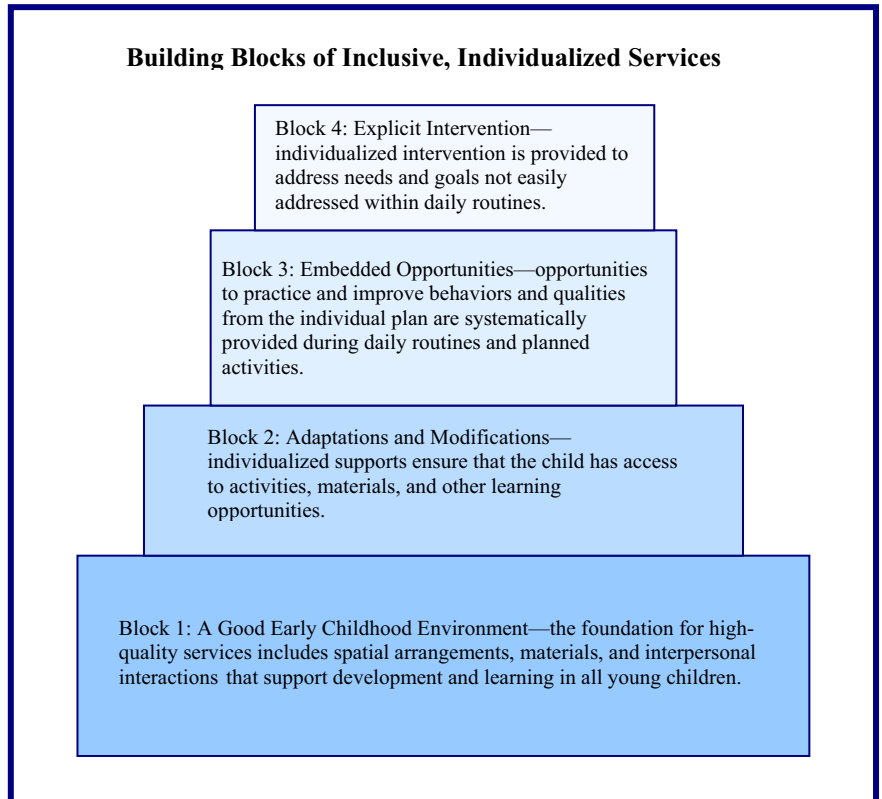 Building Blocks of Inclusive, Individualized Services
Block 4: Explicit Intervention—
individualized intervention is provided to
address needs and goals not easily
addressed within daily routines.
Block 3: Embedded Opportunities—opportunities
to practice and improve behaviors and qualities
from the individual plan are systematically
provided during daily routines and planned
activities.
Block 2: Adaptations and Modifications—
individualized supports ensure that the child has access
to activities, materials, and other learning
opportunities.
Block 1: A Good Early Childhood Environment—the foundation for high-
quality services includes spatial arrangements, materials, and interpersonal
interactions that support development and learning in all young children.